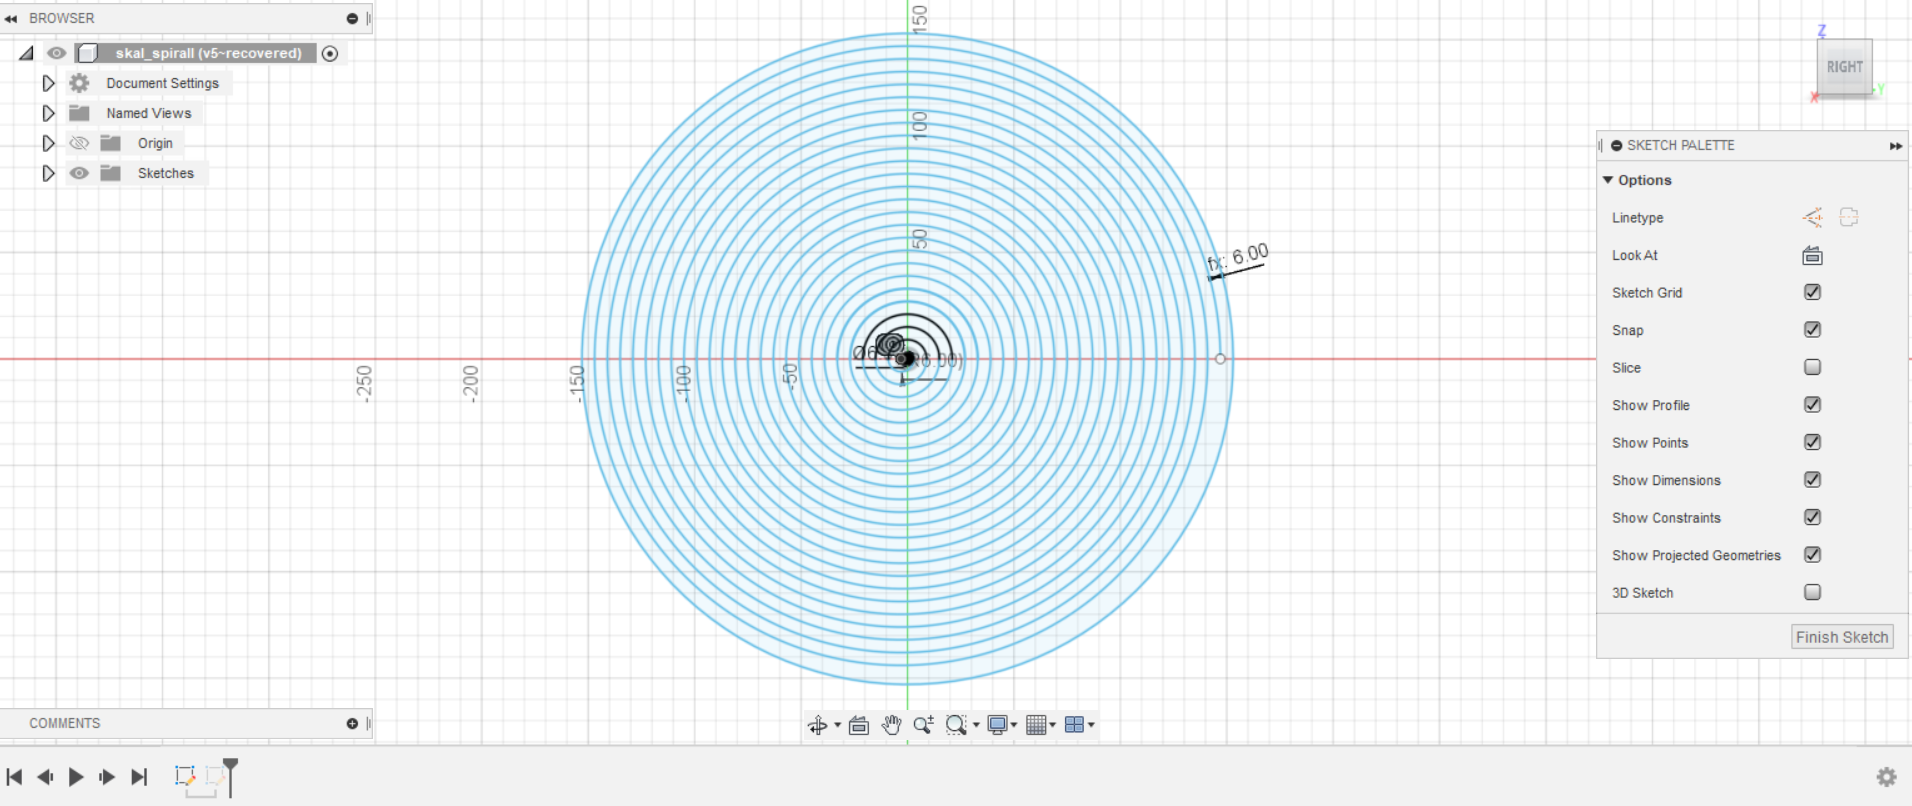 BROWSER
skal_spirall (v5~recovered)
Document Settings
Named Views
Origin
Sketches
150
100
50
fx: 6.00
Ø6
R6.00)
-250
-200
-150
-100
-50
Z
RIGHT
X
Y
SKETCH PALETTE
Options
Linetype
Look At
Sketch Grid
Snap
Slice
Show Profile
Show Points
Show Dimensions
Show Constraints
Show Projected Geometries
3D Sketch
Finish Sketch
COMMENTS